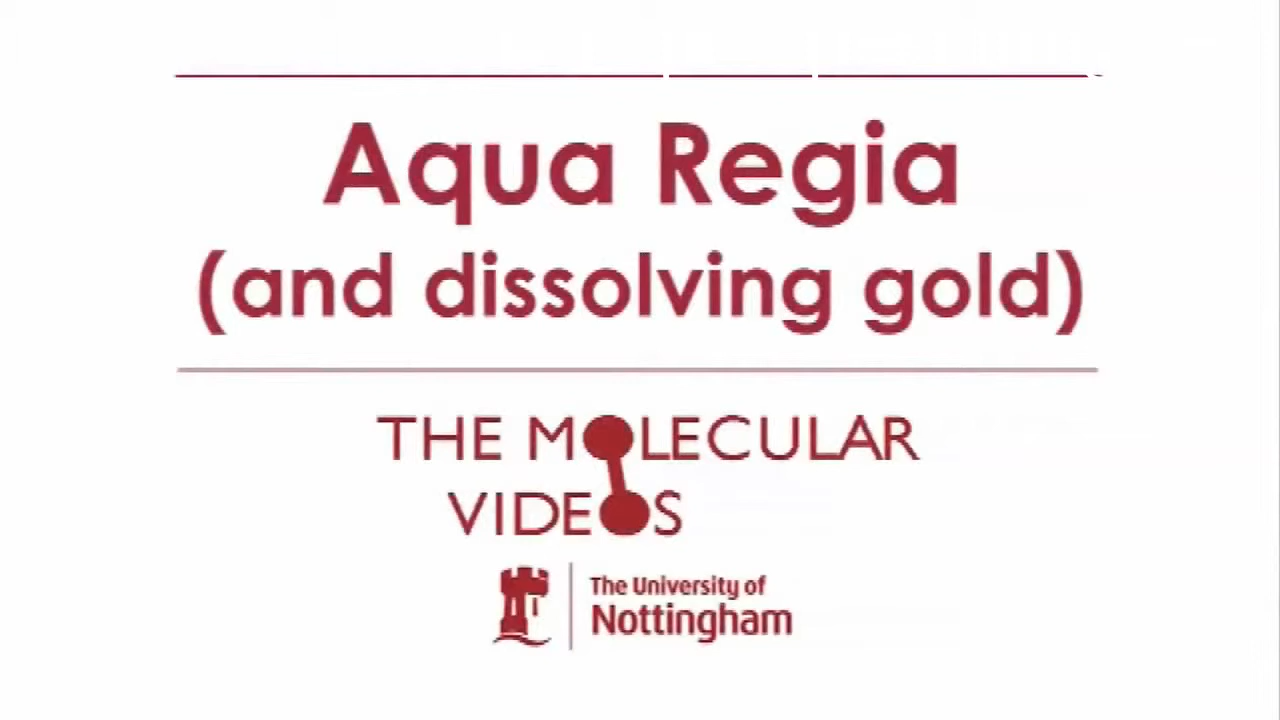 Aqua Regia
(and dissolving gold)
THE MOLECULAR
VIDEOS
The University of
Nottingham